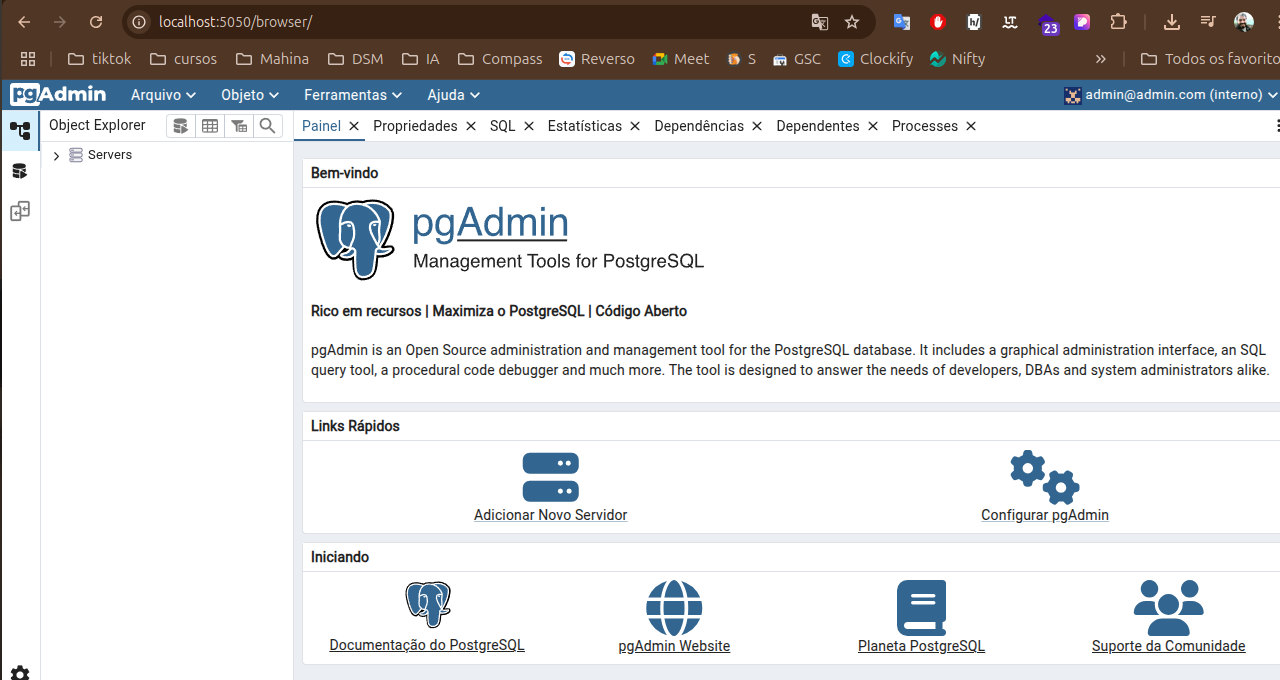 localhost:5050/browser/
23
tiktok cursos Mahina DSM IA Compass Reverso Meet S GSC Clockify Nifty » Todos os favorito
pgAdmin Arquivo Objeto Ferramentas Ajuda admin@admin.com (interno)
Object Explorer Painel Propriedades SQL Estatísticas Dependências Dependentes Processes
Servers
Bem-vindo
pgAdmin
Management Tools for PostgreSQL
Rico em recursos | Maximiza o PostgreSQL | Código Aberto
pgAdmin is an Open Source administration and management tool for the PostgreSQL database. It includes a graphical administration interface, an SQL
query tool, a procedural code debugger and much more. The tool is designed to answer the needs of developers, DBAs and system administrators alike.
Links Rápidos
Adicionar Novo Servidor Configurar pgAdmin
Iniciando
Documentação do PostgreSQL pgAdmin Website Planeta PostgreSQL Suporte da Comunidade